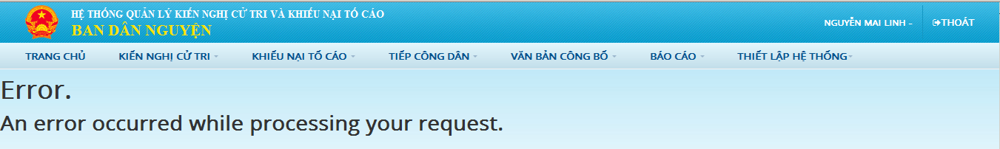 HỆ THỐNG QUẢN LÝ KIẾN NGHỊ CỬ TRI VÀ KHIẾU NẠI TỐ CÁO
BAN DÂN NGUYỆN
NGUYỄN MAI LINH THOÁT
TRANG CHỦ KIẾN NGHỊ CỬ TRI KHIẾU NẠI TỐ CÁO TIẾP CÔNG DÂN VĂN BẢN CÔNG BỐ BÁO CÁO THIẾT LẬP HỆ THỐNG
Error.
An error occurred while processing your request.